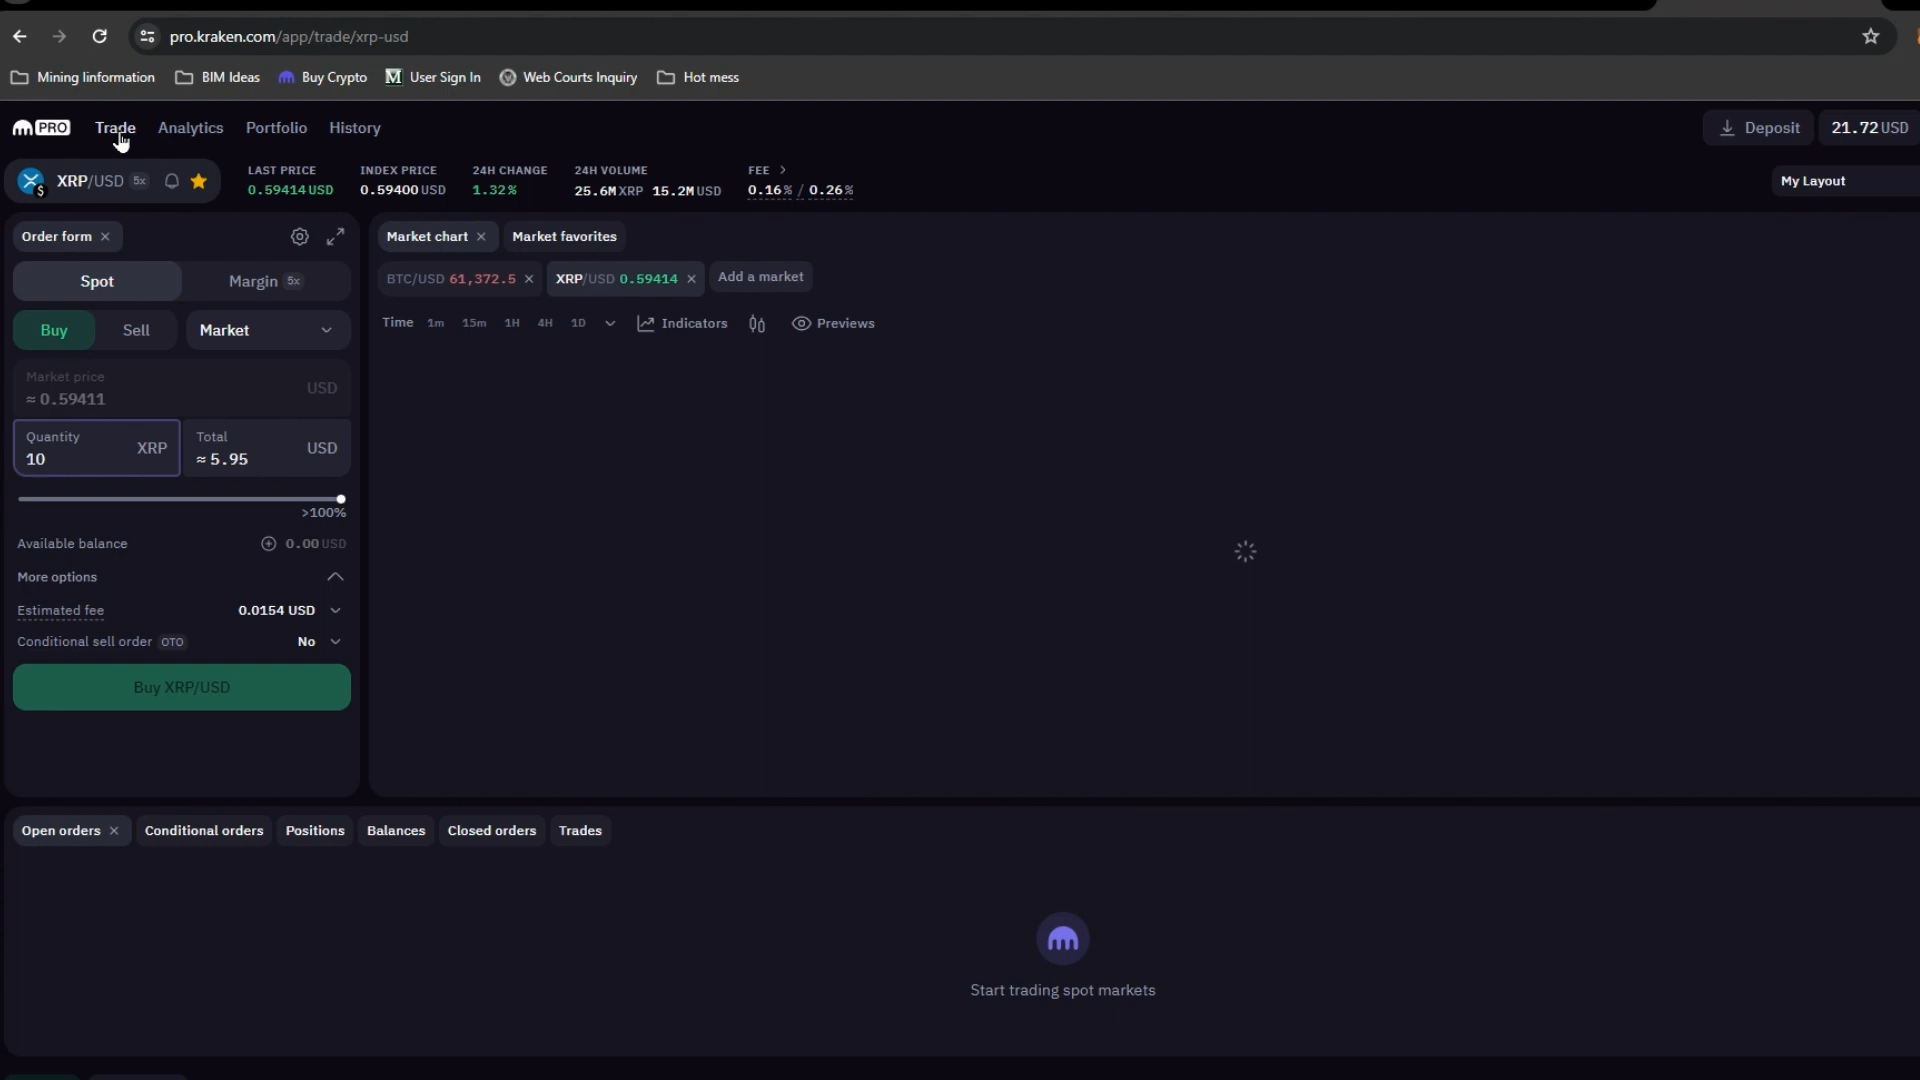 pro.kraken.com/app/trade/xrp-usd
Mining Iinformation BIM Ideas Buy Crypto User Sign In Web Courts Inquiry Hot mess
PRO Trade Analytics Portfolio History Deposit 21.72 USD
XRP/USD 5x
LAST PRICE INDEX PRICE 24H CHANGE 24H VOLUME FEE
0.59414 USD 0.59400 USD 1.32% 25.6M XRP 15.2M USD 0.16% / 0.26%
My Layout
Order form
Spot Margin 5x
Buy Sell Market
Market price
≈ 0.59411 USD
Quantity
10 XRP
Total
≈ 5.95 USD
>100%
Available balance 0.00 USD
More options
Estimated fee 0.0154 USD
Conditional sell order OTO No
Buy XRP/USD
Market chart Market favorites
BTC/USD 61,372.5 XRP/USD 0.59414 Add a market
Time 1m 15m 1H 4H 1D Indicators Previews
Open orders Conditional orders Positions Balances Closed orders Trades
Start trading spot markets